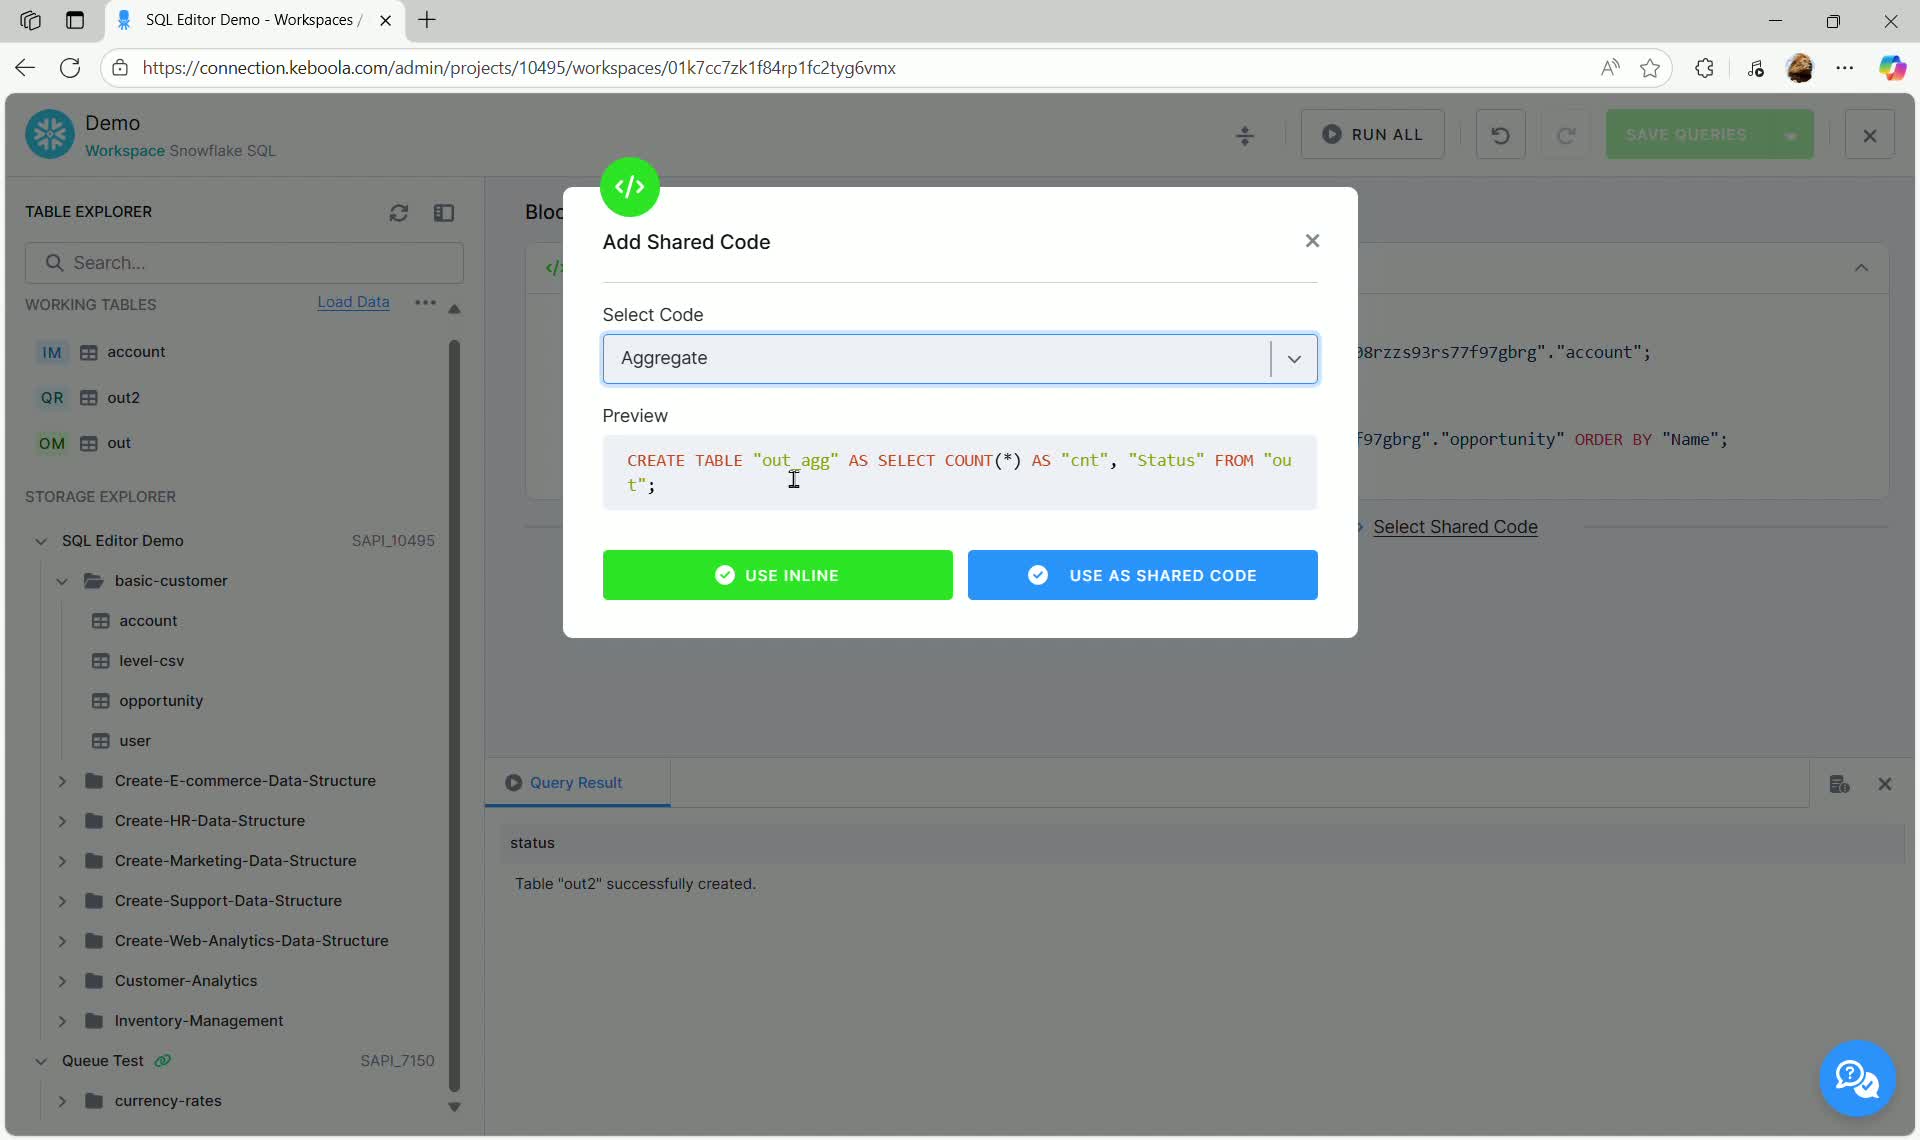 SQL Editor Demo - Workspaces /
https://connection.keboola.com/admin/projects/10495/workspaces/01k7cc7zk1f84rp1fc2tyg6vmx
Demo
Workspace Snowflake SQL
RUN ALL
SAVE QUERIES
TABLE EXPLORER
Search...
WORKING TABLES
Load Data
IM account
QR out2
OM out
STORAGE EXPLORER
SQL Editor Demo SAPI_10495
basic-customer
account
level-csv
opportunity
user
Create-E-commerce-Data-Structure
Create-HR-Data-Structure
Create-Marketing-Data-Structure
Create-Support-Data-Structure
Create-Web-Analytics-Data-Structure
Customer-Analytics
Inventory-Management
Queue Test SAPI_7150
currency-rates
Bloc
</>
Add Shared Code
Select Code
Aggregate
Preview
CREATE TABLE "out_agg" AS SELECT COUNT(*) AS "cnt", "Status" FROM "ou
t";
USE INLINE
USE AS SHARED CODE
</>
08rzzs93rs77f97gbrg"."account";
f97gbrg"."opportunity" ORDER BY "Name";
Select Shared Code
Query Result
status
Table "out2" successfully created.